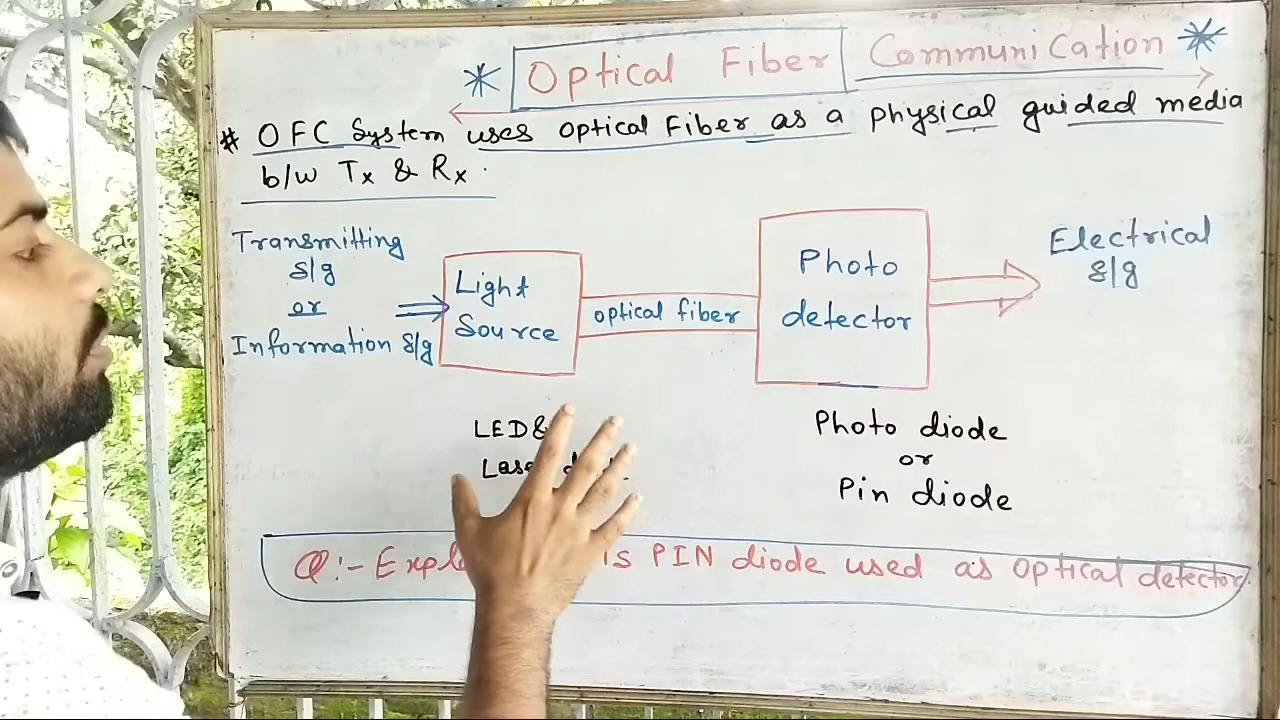 * Optical Fiber Communication *
# OFC System uses optical Fiber as a physical guided media
b/w Tx & Rx.
Transmitting
s/g
or
Information s/g
Light
Source
optical fiber
Photo
detector
Electrical
s/g
LED &
Photo diode
or
Pin diode
Q:- is PIN diode used as optical detector.